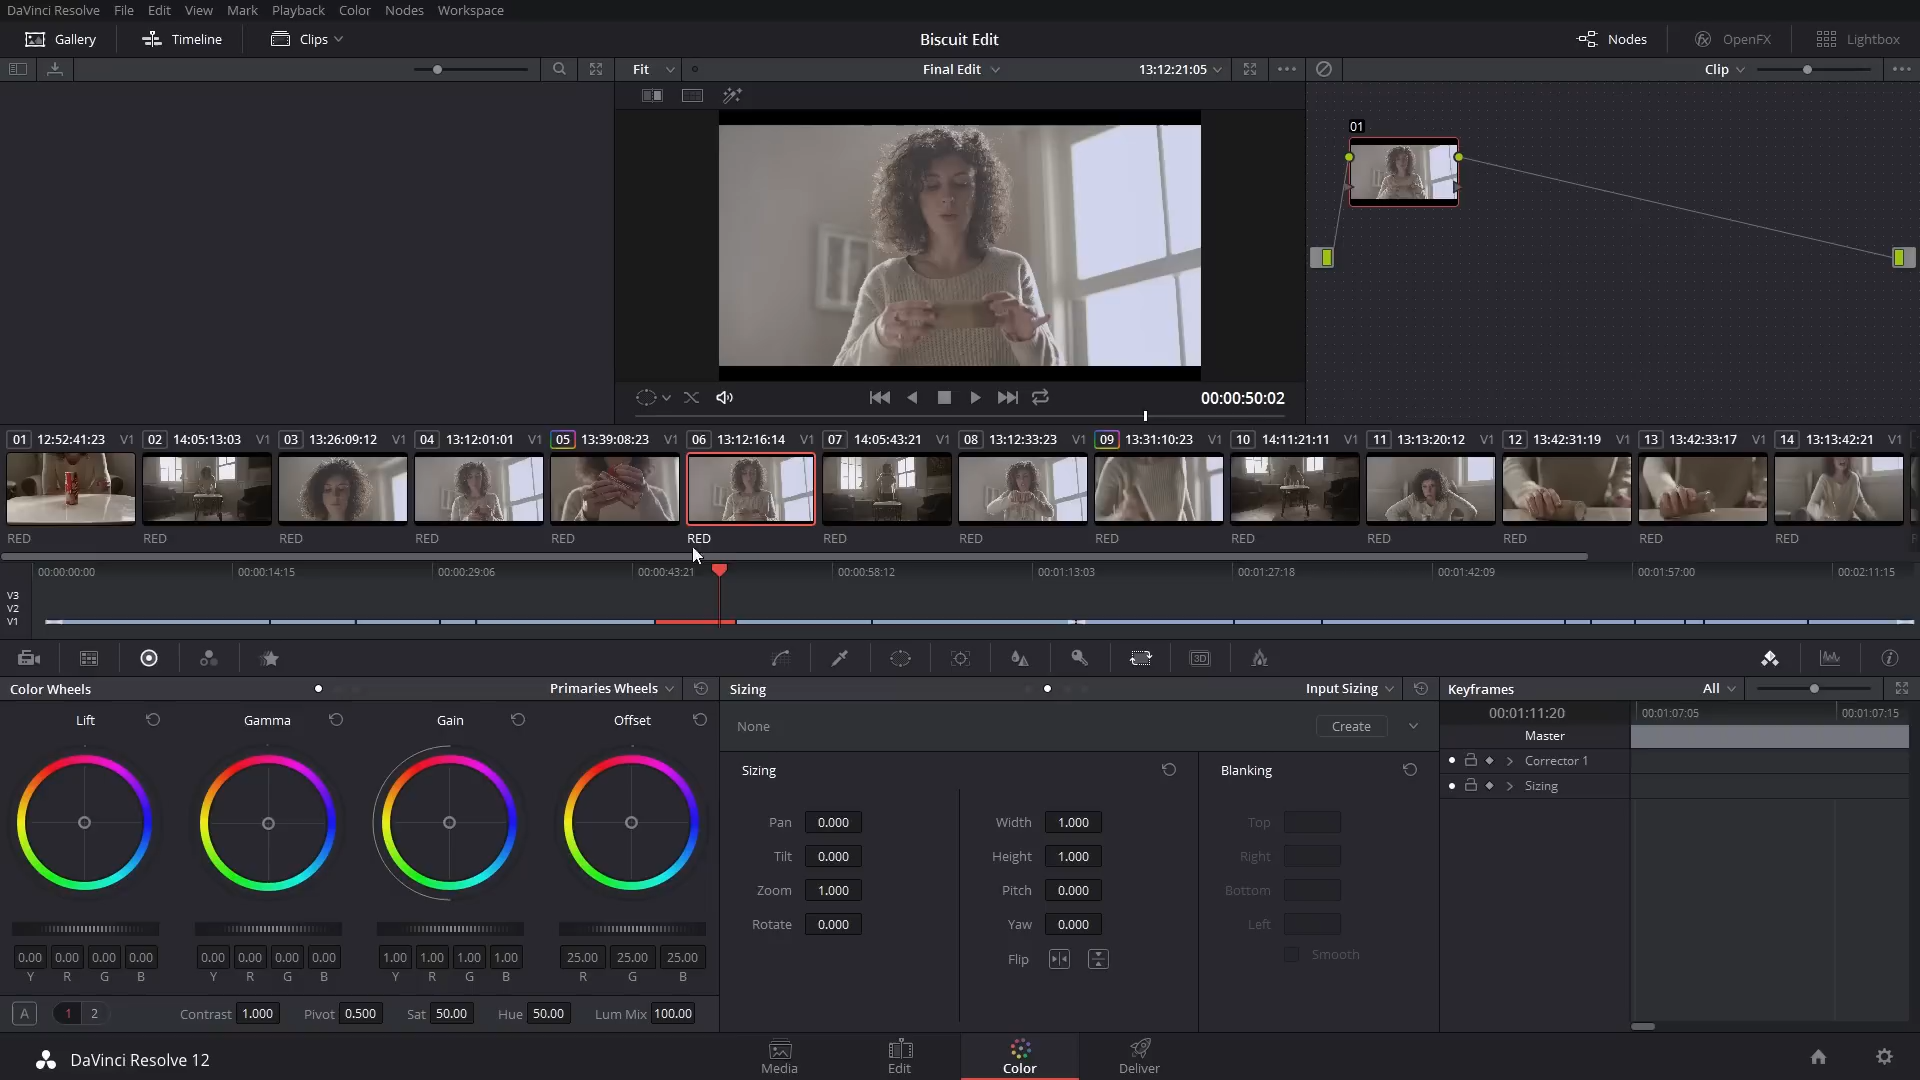 DaVinci Resolve File Edit View Mark Playback Color Nodes Workspace
Gallery Timeline Clips Biscuit Edit Nodes OpenFX Lightbox
Fit Final Edit 13:12:21:05 Clip
01
00:00:50:02
01 12:52:41:23 V1 02 14:05:13:03 V1 03 13:26:09:12 V1 04 13:12:01:01 V1 05 13:39:08:23 V1 06 13:12:16:14 V1 07 14:05:43:21 V1 08 13:12:33:23 V1 09 13:31:10:23 V1 10 14:11:21:11 V1 11 13:13:20:12 V1 12 13:42:31:19 V1 13 13:42:33:17 V1 14 13:13:42:21 V1
RED RED RED RED RED RED RED RED RED RED RED RED RED RED
00:00:00:00 00:00:14:15 00:00:29:06 00:00:43:21 00:00:58:12 00:01:13:03 00:01:27:18 00:01:42:09 00:01:57:00 00:02:11:15
V3
V2
V1
3D
Color Wheels Primaries Wheels Sizing Input Sizing Keyframes All
Lift Gamma Gain Offset None Create 00:01:11:20 00:01:07:05 00:01:07:15
Master
Corrector 1
Sizing Blanking Sizing
Pan 0.000 Width 1.000 Top
Tilt 0.000 Height 1.000 Right
Zoom 1.000 Pitch 0.000 Bottom
Rotate 0.000 Yaw 0.000 Left
Flip Smooth
0.00 0.00 0.00 0.00 0.00 0.00 0.00 0.00 1.00 1.00 1.00 1.00 25.00 25.00 25.00
Y R G B Y R G B Y R G B R G B
A 1 2 Contrast 1.000 Pivot 0.500 Sat 50.00 Hue 50.00 Lum Mix 100.00
DaVinci Resolve 12 Media Edit Color Deliver